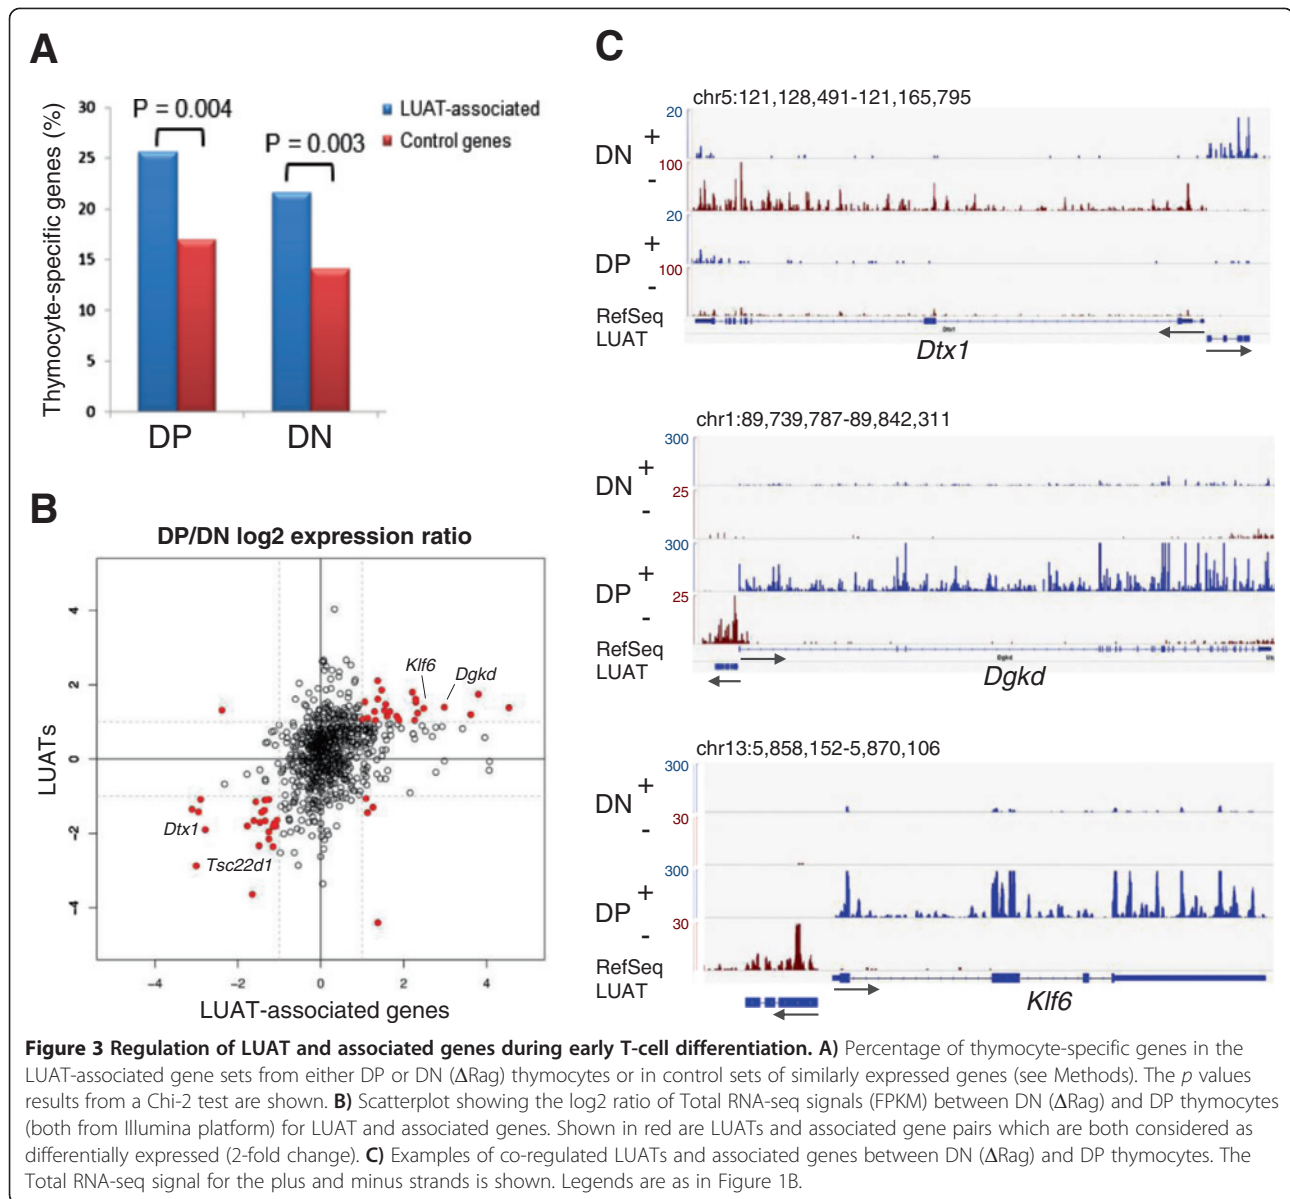 A
30
25
20
15
10
5
0
Thymocyte-specific genes (%)
P = 0.004
P = 0.003
LUAT-associated
Control genes
DP
DN
B
DP/DN log2 expression ratio
4
2
0
-2
-4
LUATs
Klf6
Dgkd
Dtx1
Tsc22d1
-4
-2
0
2
4
LUAT-associated genes
C
chr5:121,128,491-121,165,795
20
DN +
100
-
20
DP +
100
-
RefSeq
LUAT
Dtx1
Dtx1
chr1:89,739,787-89,842,311
300
DN +
25
-
300
DP +
25
-
RefSeq
LUAT
Dgkd
Dgkd
chr13:5,858,152-5,870,106
300
DN +
30
-
300
DP +
30
-
RefSeq
LUAT
Klf6
Figure 3 Regulation of LUAT and associated genes during early T-cell differentiation. A) Percentage of thymocyte-specific genes in the
LUAT-associated gene sets from either DP or DN (ΔRag) thymocytes or in control sets of similarly expressed genes (see Methods). The p values
results from a Chi-2 test are shown. B) Scatterplot showing the log2 ratio of Total RNA-seq signals (FPKM) between DN (ΔRag) and DP thymocytes
(both from Illumina platform) for LUAT and associated genes. Shown in red are LUATs and associated gene pairs which are both considered as
differentially expressed (2-fold change). C) Examples of co-regulated LUATs and associated genes between DN (ΔRag) and DP thymocytes. The
Total RNA-seq signal for the plus and minus strands is shown. Legends are as in Figure 1B.